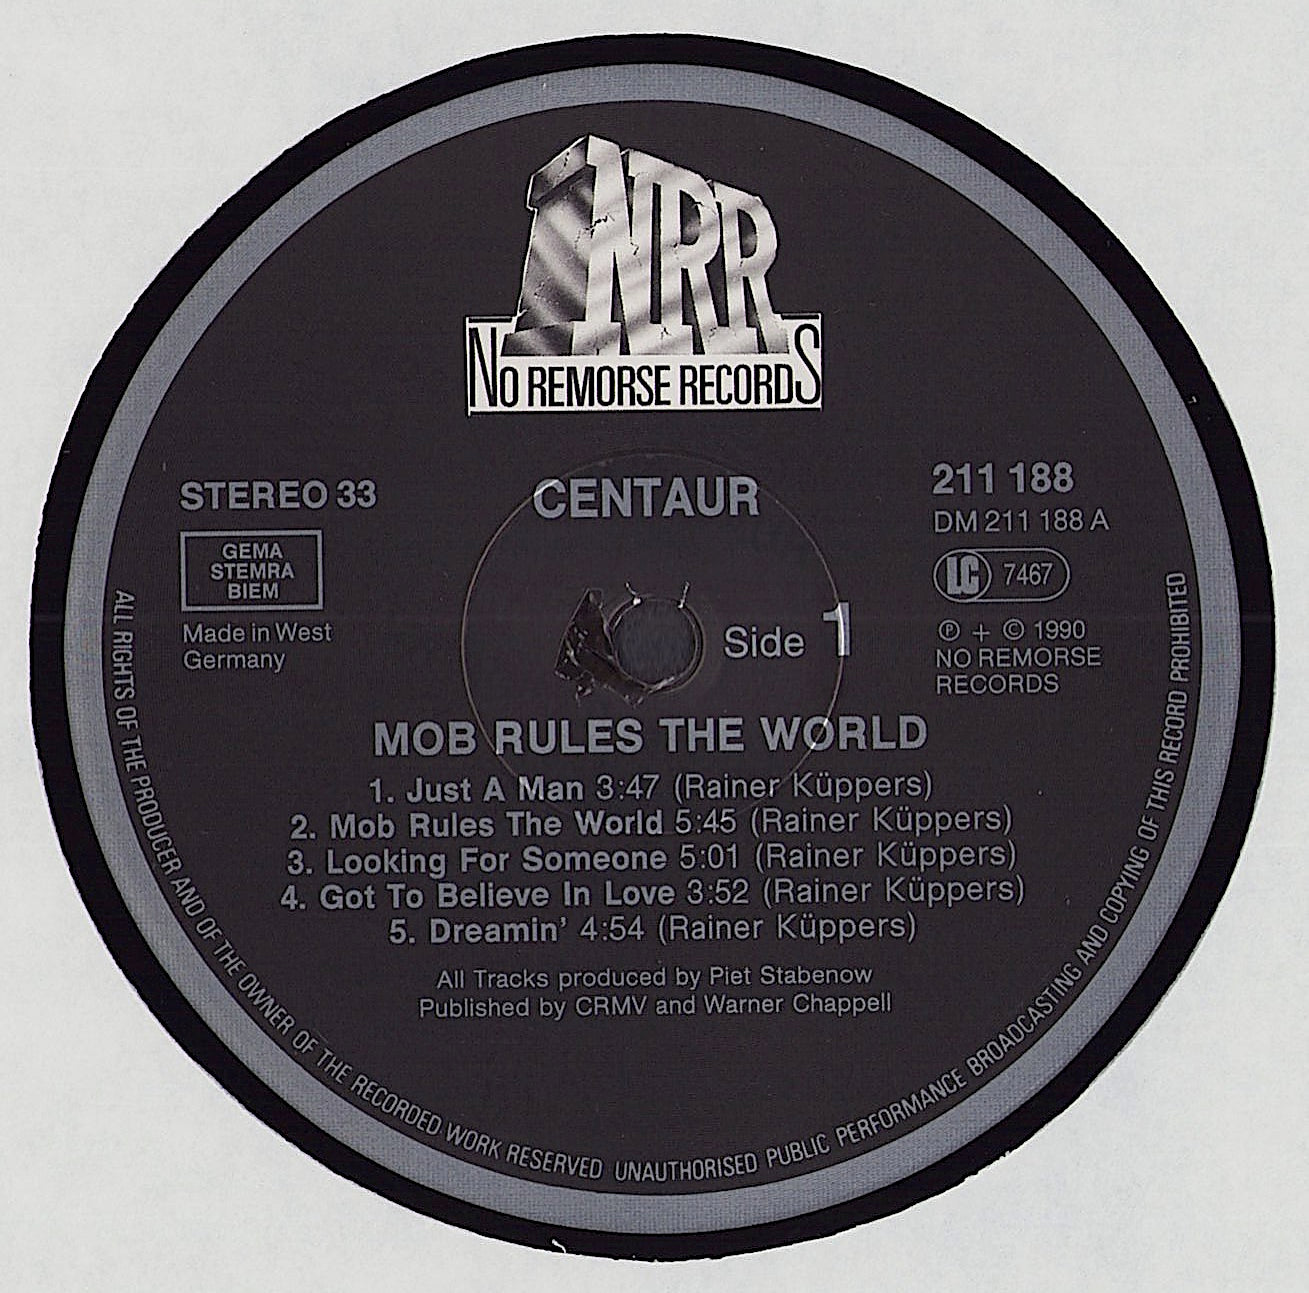 NRR
NO REMORSE RECORDS
STEREO 33
GEMA
STEMRA
BIEM
Made in West
Germany
CENTAUR
211 188
DM 211 188 A
LC 7467
℗ + © 1990
NO REMORSE
RECORDS
Side 1
MOB RULES THE WORLD
1. Just A Man 3:47 (Rainer Küppers)
2. Mob Rules The World 5:45 (Rainer Küppers)
3. Looking For Someone 5:01 (Rainer Küppers)
4. Got To Believe In Love 3:52 (Rainer Küppers)
5. Dreamin' 4:54 (Rainer Küppers)
All Tracks produced by Piet Stabenow
Published by CRMV and Warner Chappell
ALL RIGHTS OF THE PRODUCER AND OF THE OWNER OF THE RECORDED WORK RESERVED UNAUTHORISED PUBLIC PERFORMANCE BROADCASTING AND COPYING OF THIS RECORD PROHIBITED